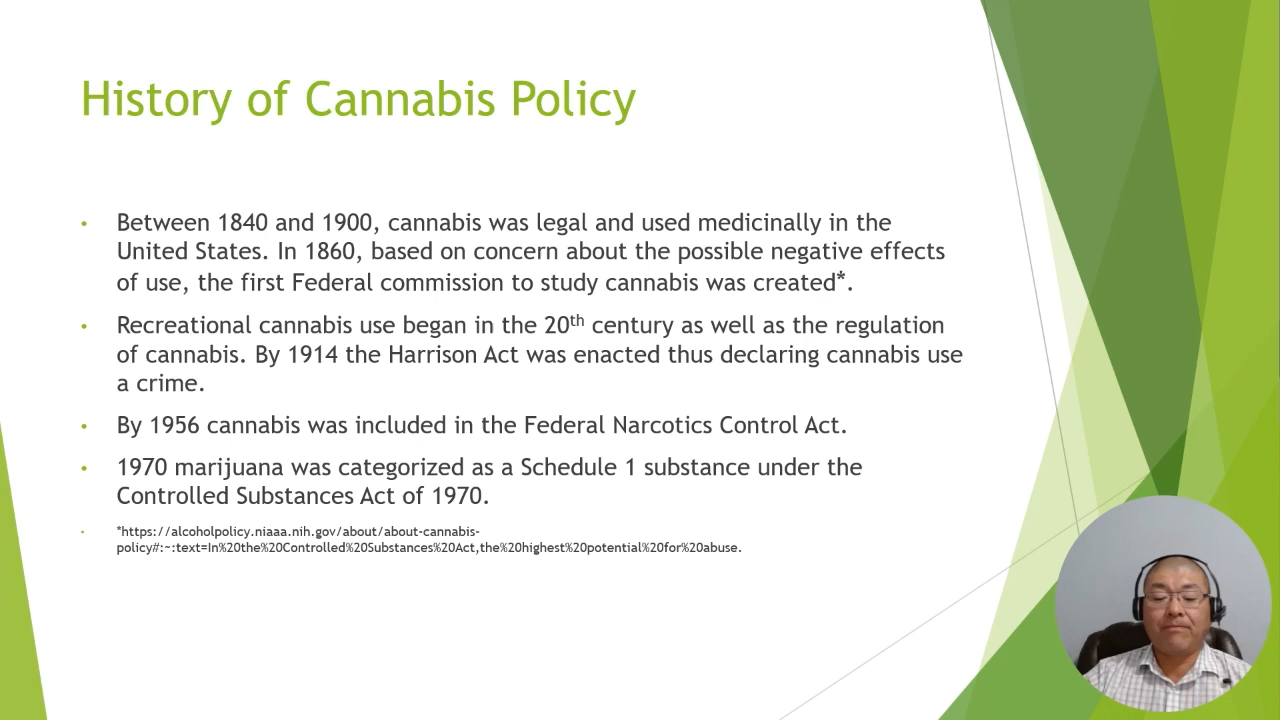 History of Cannabis Policy
• Between 1840 and 1900, cannabis was legal and used medicinally in the
United States. In 1860, based on concern about the possible negative effects
of use, the first Federal commission to study cannabis was created*.
• Recreational cannabis use began in the 20th century as well as the regulation
of cannabis. By 1914 the Harrison Act was enacted thus declaring cannabis use
a crime.
• By 1956 cannabis was included in the Federal Narcotics Control Act.
• 1970 marijuana was categorized as a Schedule 1 substance under the
Controlled Substances Act of 1970.
• *https://alcoholpolicy.niaaa.nih.gov/about/about-cannabis-
policy#:~:text=In%20the%20Controlled%20Substances%20Act,the%20highest%20potential%20for%20abuse.